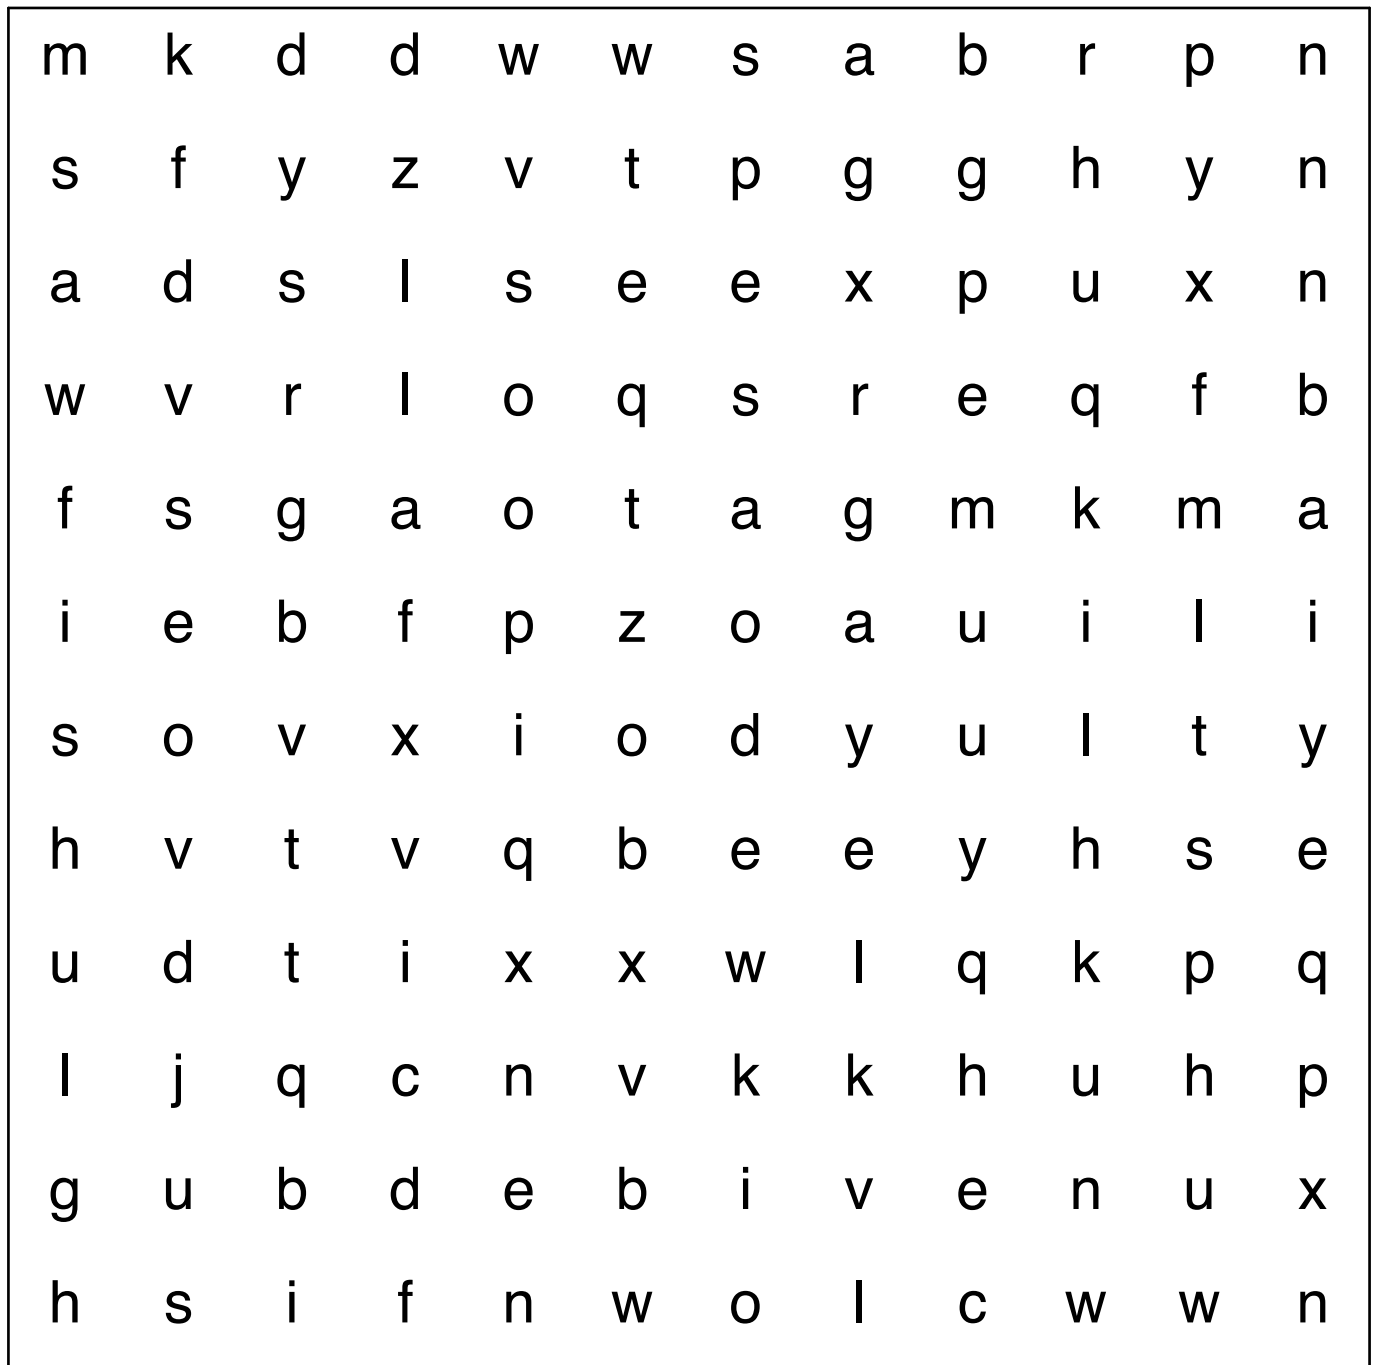 m k d d w w s a b r p n
s f y z v t p g g h y n
a d s l s e e x p u x n
w v r l o q s r e q f b
f s g a o t a g m k m a
i e b f p z o a u i l i
s o v x i o d y u l t y
h v t v q b e e y h s e
u d t i x x w l q k p q
l j q c n v k k h u h p
g u b d e b i v e n u x
h s i f n w o l c w w n